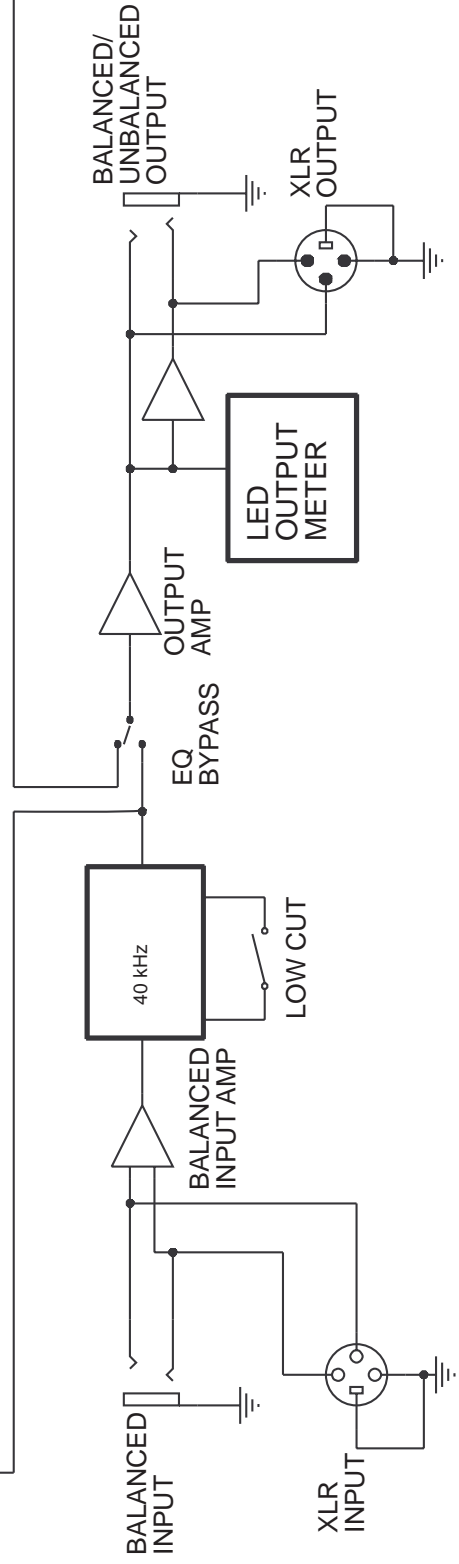 BALANCED
INPUT
XLR
INPUT
BALANCED
INPUT AMP
40 kHz
LOW CUT
EQ
BYPASS
OUTPUT
AMP
LED
OUTPUT
METER
BALANCED/
UNBALANCED
OUTPUT
XLR
OUTPUT